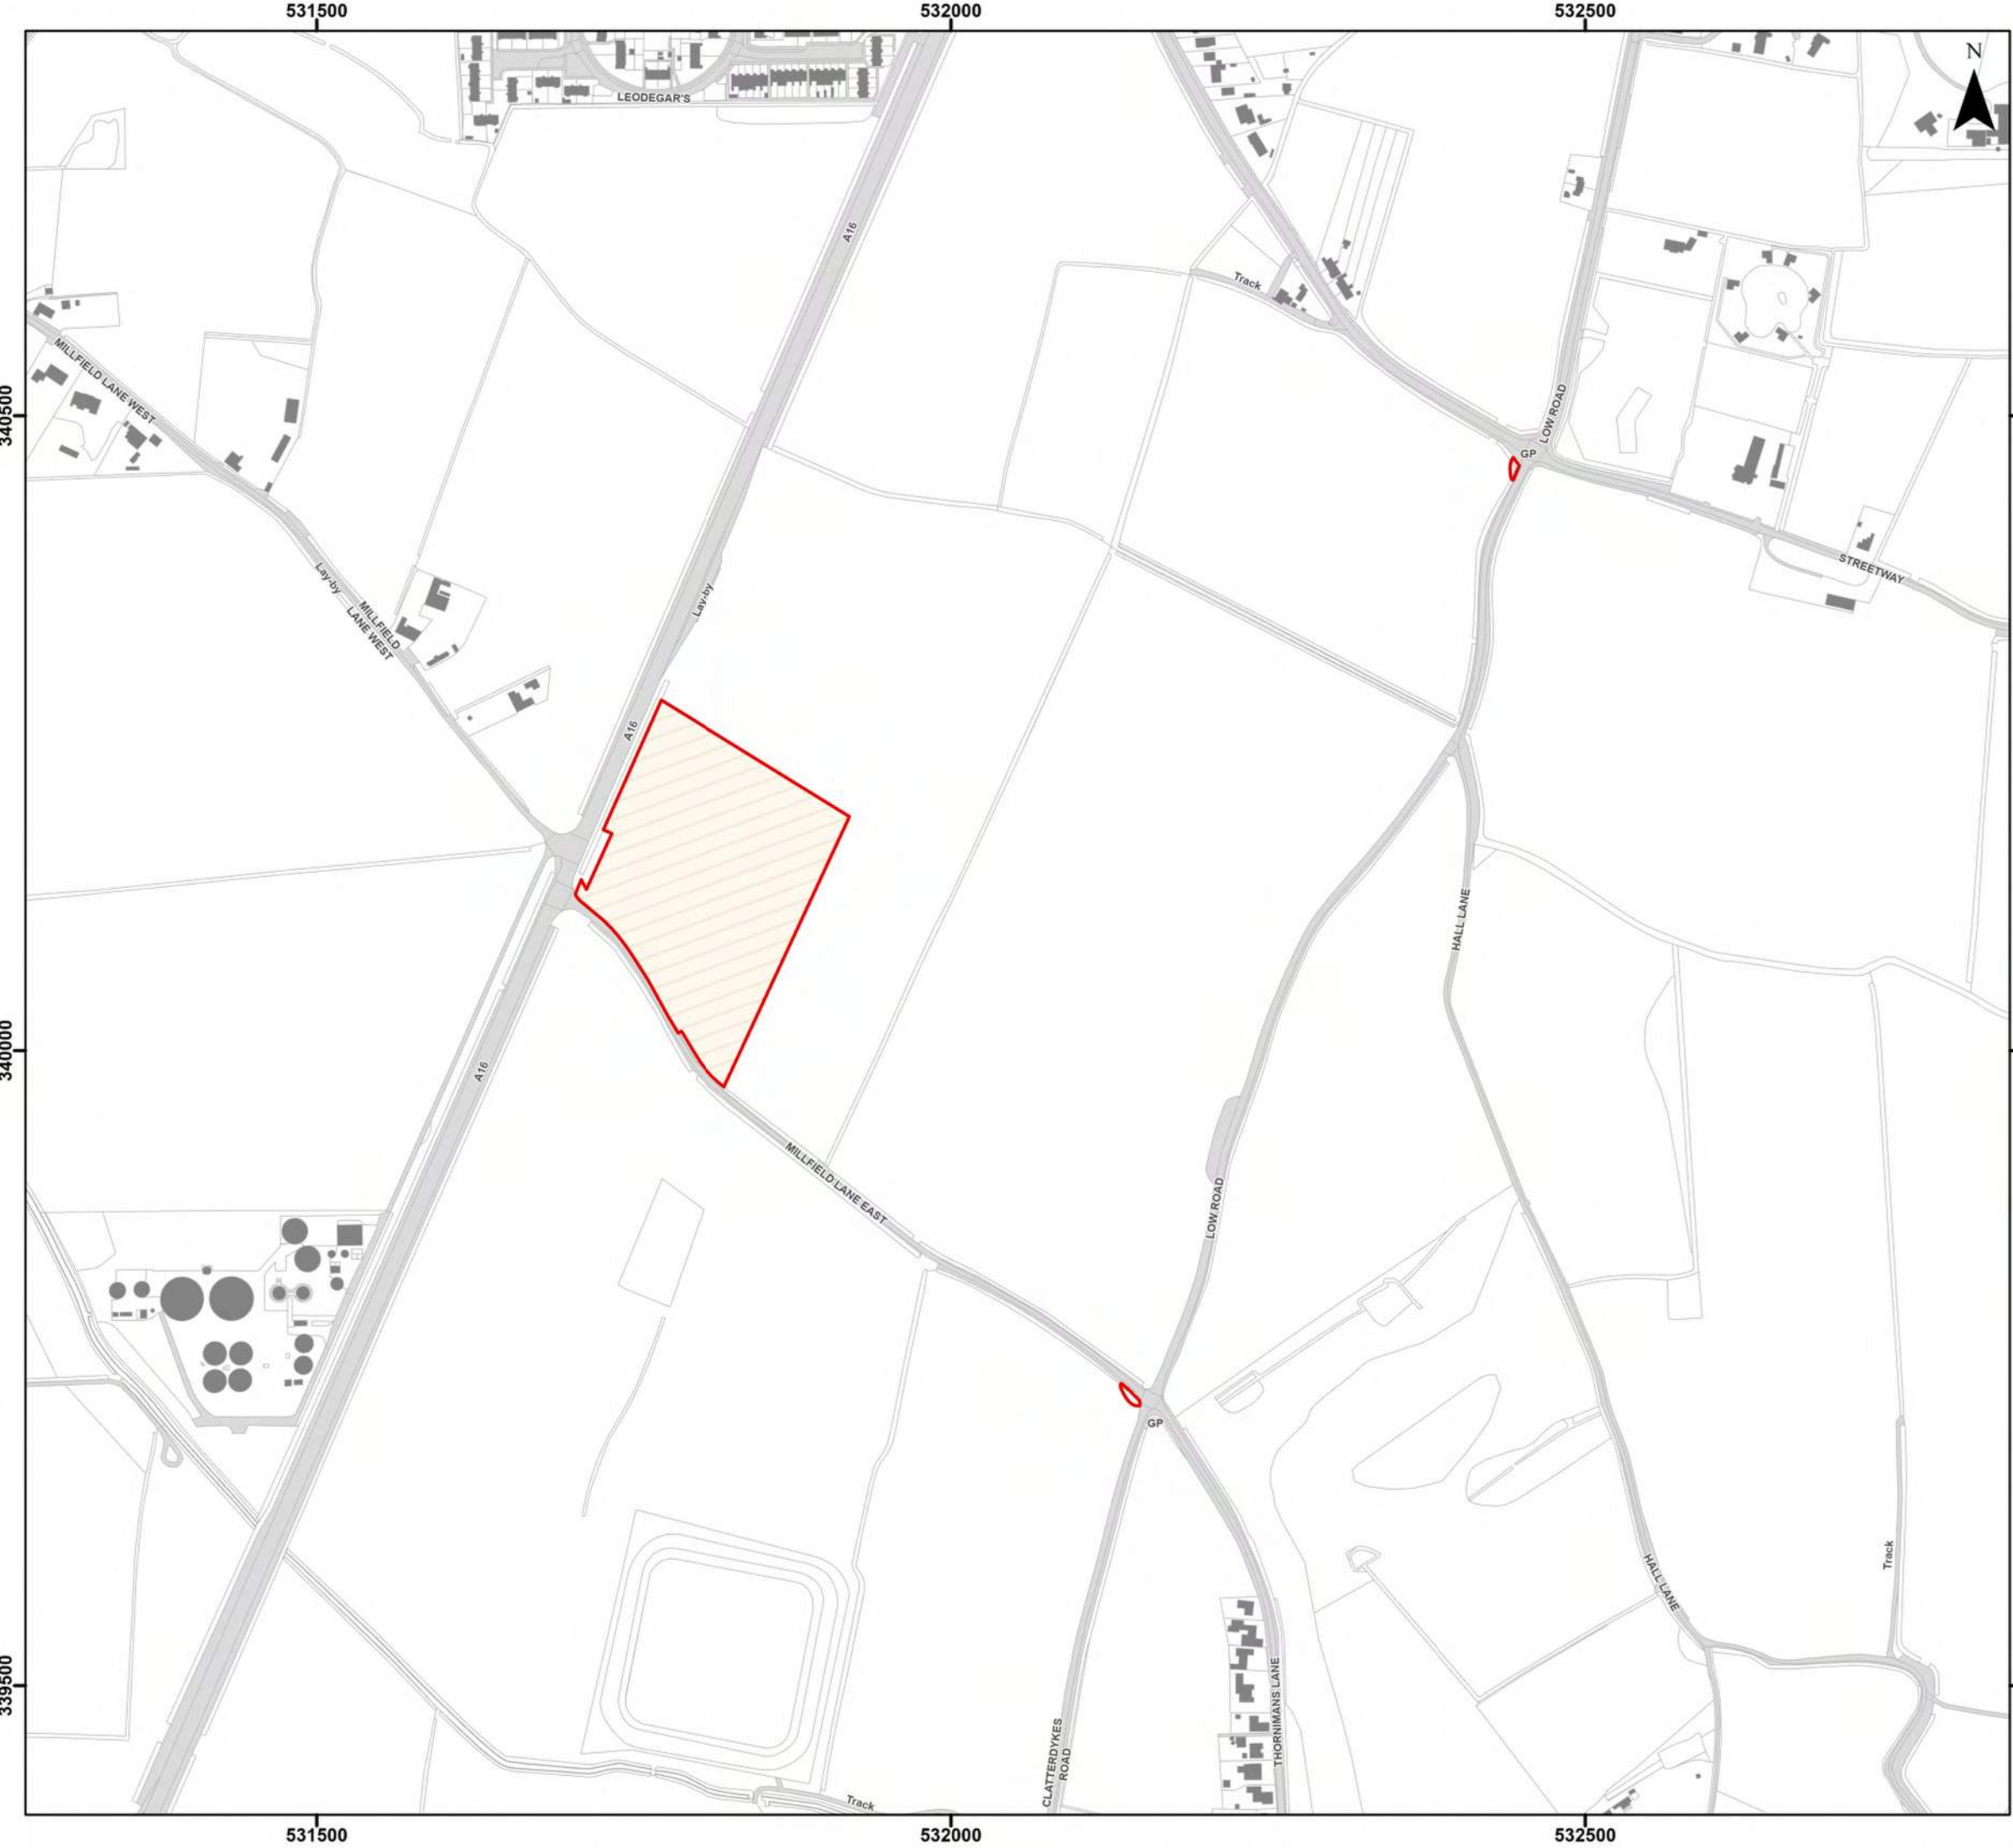 531500
532000
532500
N
LEODEGAR'S
A16
Track
MILLFIELD LANE WEST
340500
LOW ROAD
GP
STREETWAY
Lay-by
Lay-by
MILLFIELD
LANE WEST
A16
HALL LANE
340000
A16
MILLFIELD LANE EAST
LOW ROAD
GP
Track
HALL LANE
339500
THORNIMANS LANE
CLATTERDYKES
ROAD
Track
531500
532000
532500